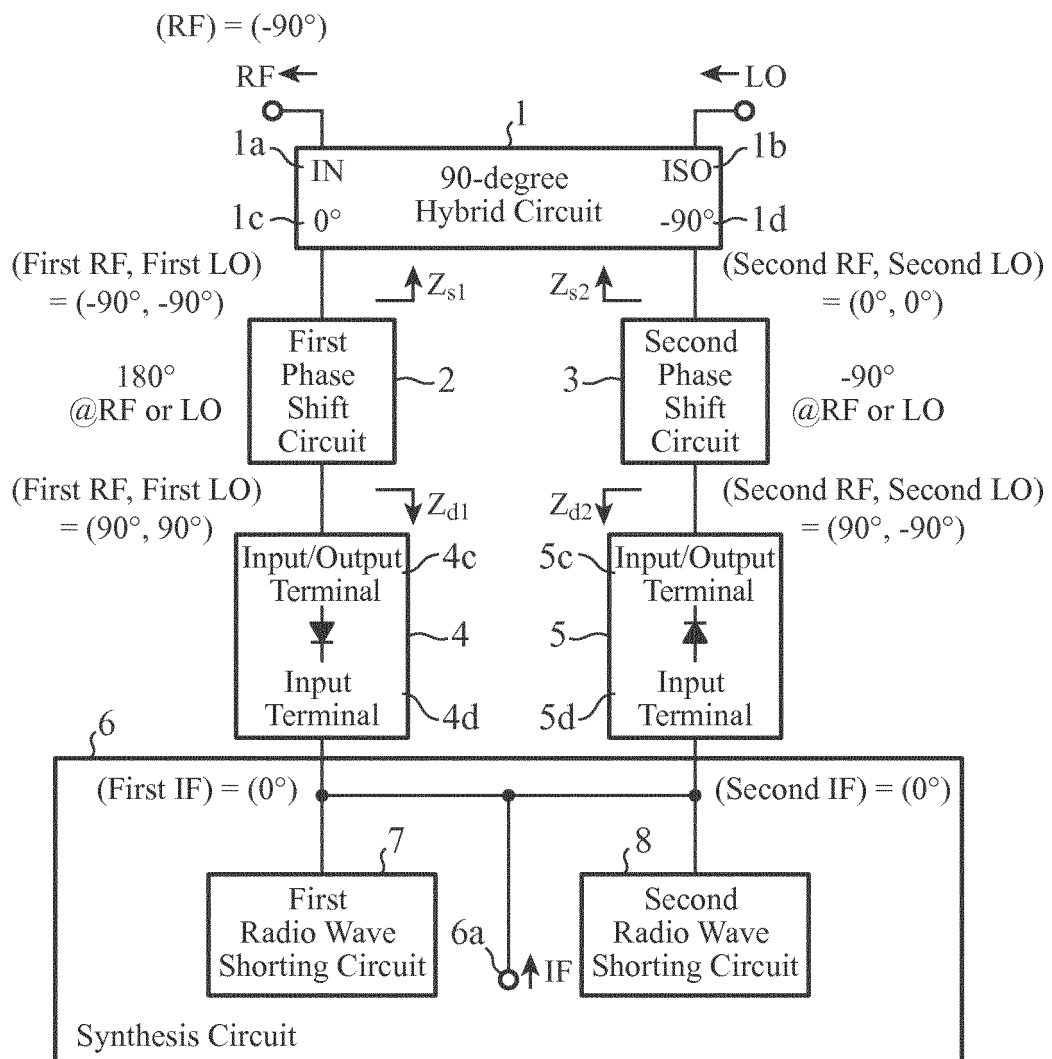 (RF) = (-90°)
RF
LO
1
1a
IN
ISO
1b
90-degree
Hybrid Circuit
1c
0°
-90°
1d
(First RF, First LO)
= (-90°, -90°)
Zs1
Zs2
(Second RF, Second LO)
= (0°, 0°)
180°
@RF or LO
First
Phase
Shift
Circuit
2
3
Second
Phase
Shift
Circuit
-90°
@RF or LO
(First RF, First LO)
= (90°, 90°)
Zd1
Zd2
(Second RF, Second LO)
= (90°, -90°)
Input/Output
Terminal
4c
5c
Input/Output
Terminal
4
5
Input
Terminal
4d
5d
Input
Terminal
6
(First IF) = (0°)
(Second IF) = (0°)
7
First
Radio Wave
Shorting Circuit
6a
IF
8
Second
Radio Wave
Shorting Circuit
Synthesis Circuit